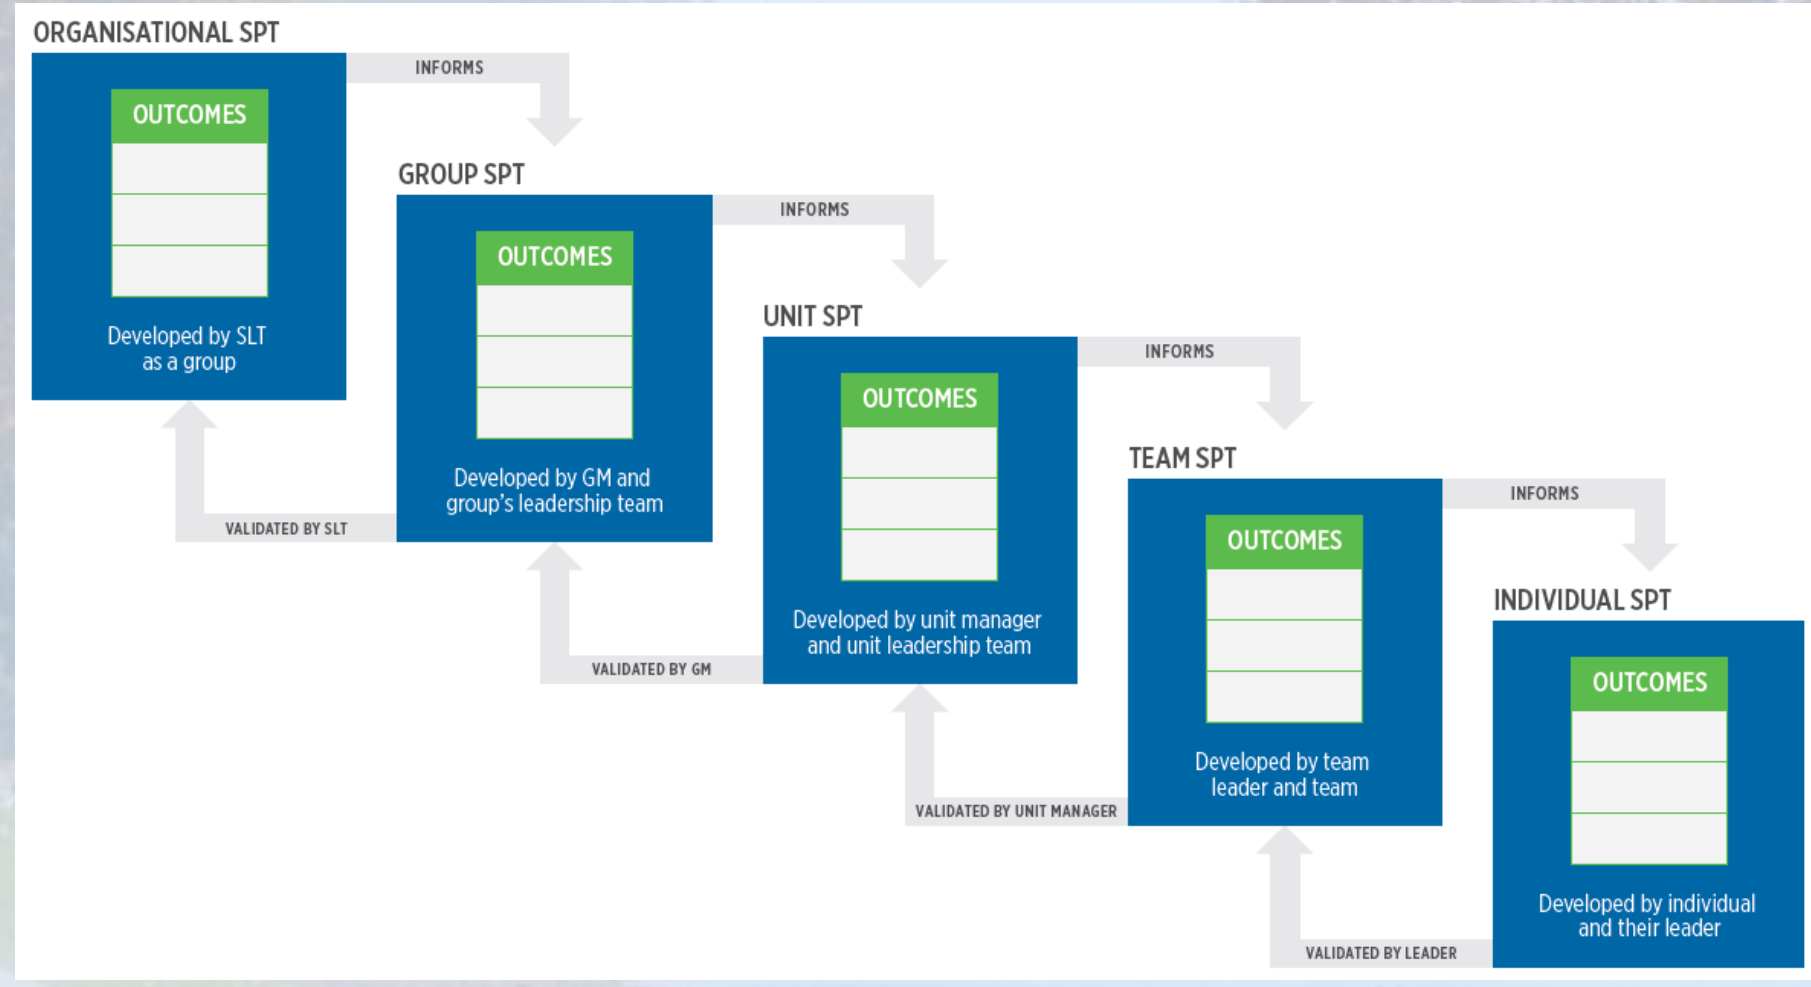 ORGANISATIONAL SPT
INFORMS
OUTCOMES
Developed by SLT
as a group
GROUP SPT
INFORMS
OUTCOMES
Developed by GM and
group's leadership team
VALIDATED BY SLT
UNIT SPT
INFORMS
OUTCOMES
Developed by unit manager
and unit leadership team
VALIDATED BY GM
TEAM SPT
INFORMS
OUTCOMES
Developed by team
leader and team
VALIDATED BY UNIT MANAGER
INDIVIDUAL SPT
OUTCOMES
Developed by individual
and their leader
VALIDATED BY LEADER